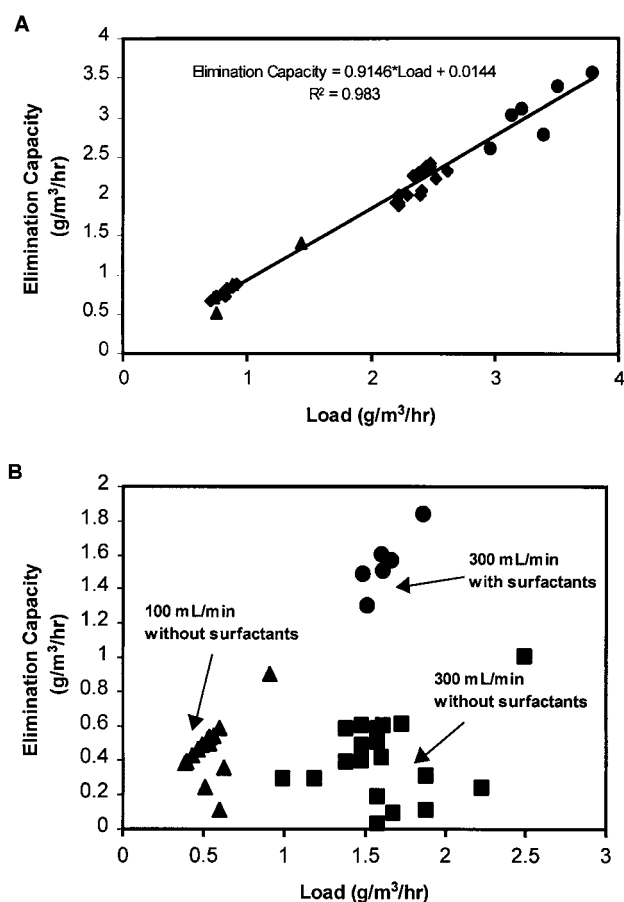 A
Elimination Capacity = 0.9146*Load + 0.0144
R² = 0.983
Elimination Capacity
(g/m³/hr)
4
3.5
3
2.5
2
1.5
1
0.5
0
0
1
2
3
4
Load (g/m³/hr)
B
Elimination Capacity
(g/m³/hr)
2
1.8
1.6
1.4
1.2
1
0.8
0.6
0.4
0.2
0
300 mL/min
with surfactants
100 mL/min
without surfactants
300 mL/min
without surfactants
0
0.5
1
1.5
2
2.5
3
Load (g/m³/hr)